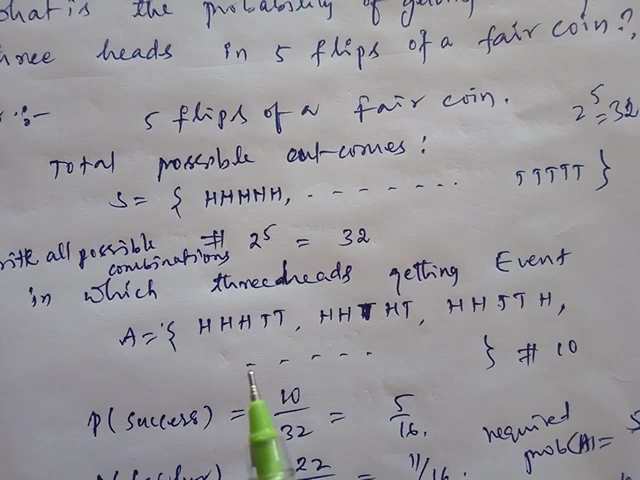 what is the probability of getting
three heads in 5 flips of a fair coin?
:- 5 flips of a fair coin.
2^5 = 32
Total possible outcomes:
S = { HHHHH, - - - - - - - - TTTTT }
with all possible combinations # 2^5 = 32
in which three heads getting Event
A = { HHHTT, HHTHT, HHTTH,
- - - - - } # 10
P(success) = 10/32 = 5/16.
required prob(A) = 5
22 = 11/16.